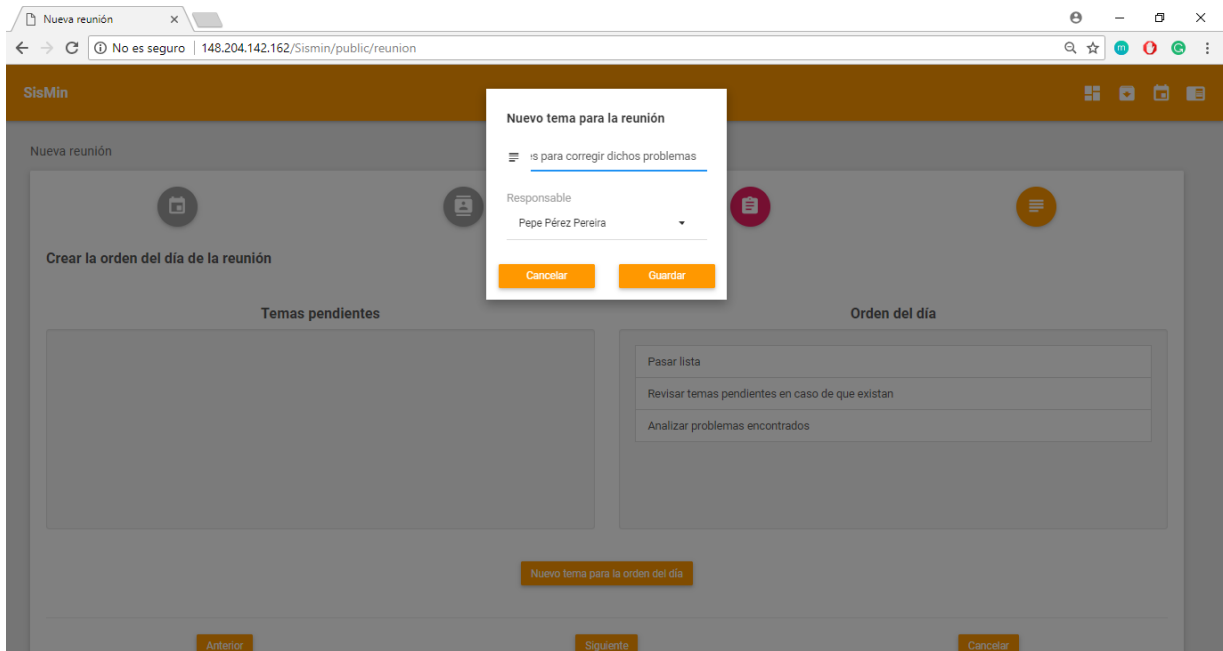 Nueva reunión
No es seguro | 148.204.142.162/Sismin/public/reunion
SisMin
Nueva reunión
Nuevo tema para la reunión
es para corregir dichos problemas
Responsable
Pepe Pérez Pereira
Cancelar Guardar
Crear la orden del día de la reunión
Temas pendientes
Orden del día
Pasar lista
Revisar temas pendientes en caso de que existan
Analizar problemas encontrados
Nuevo tema para la orden del día
Anterior Siguiente Cancelar